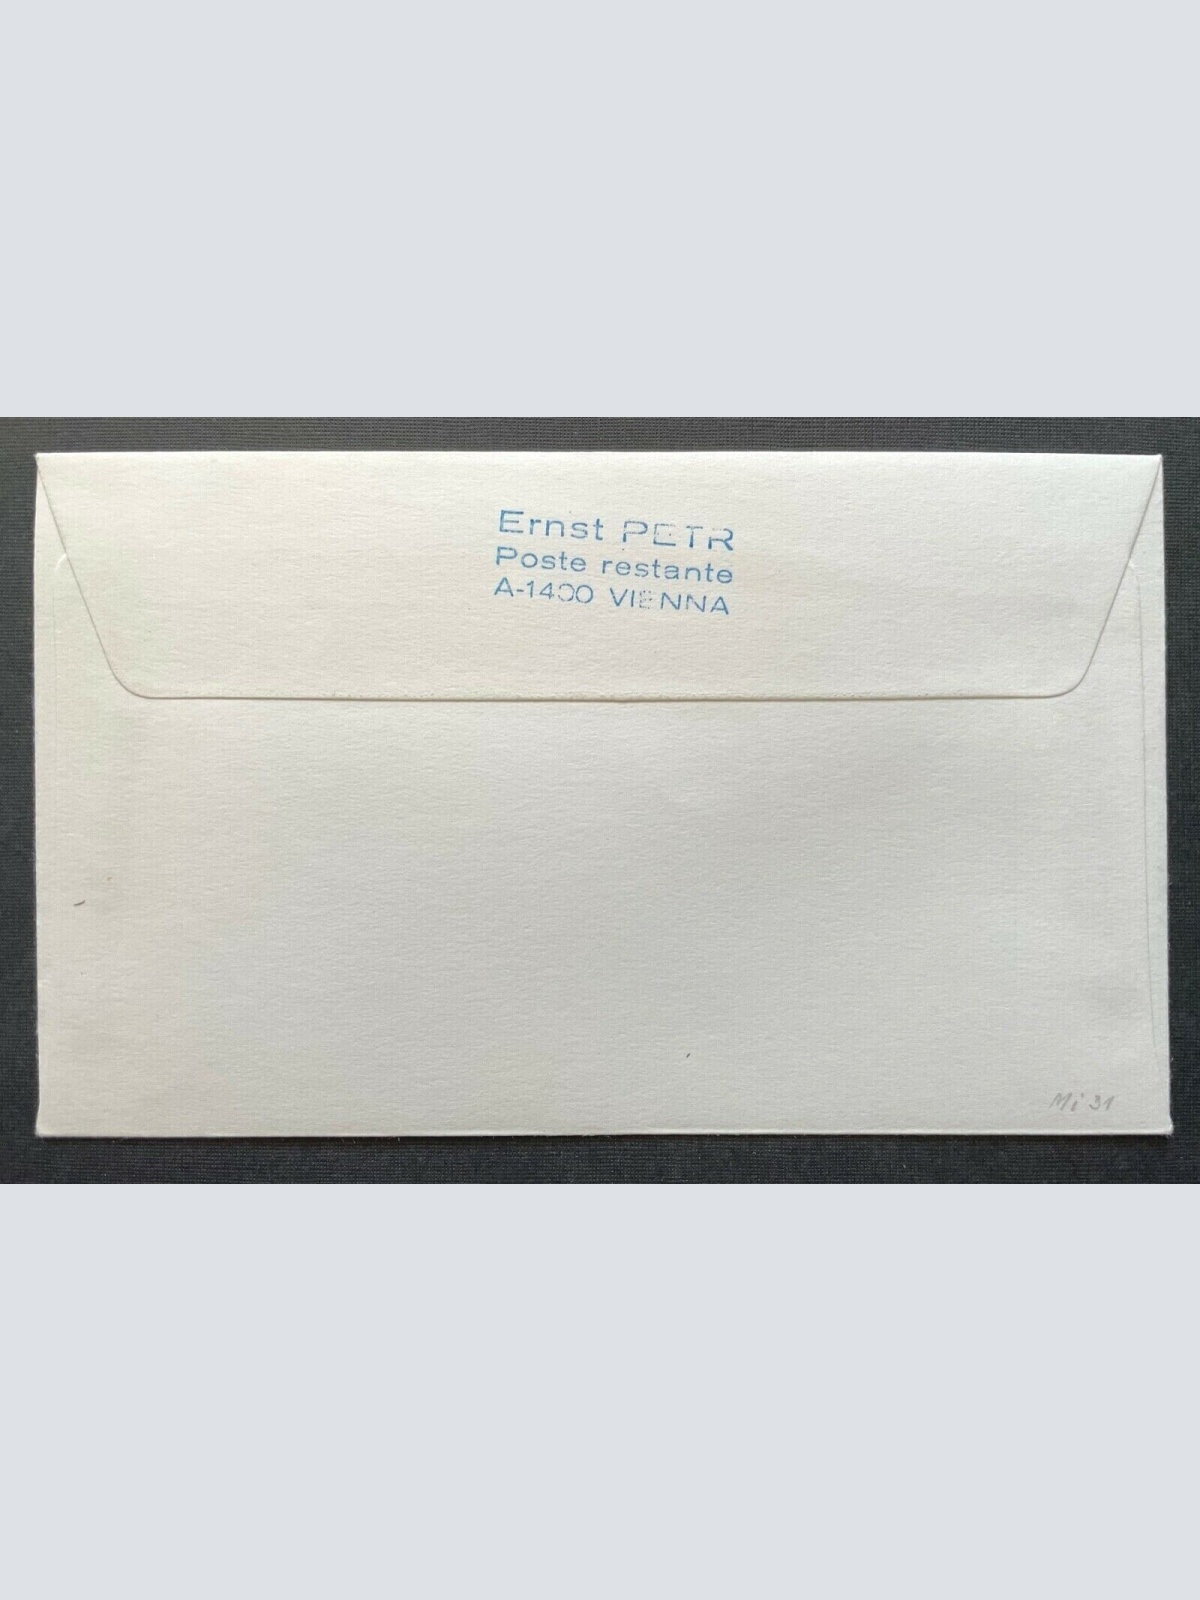 Ernst PETR
Poste restante
A-1400 VIENNA
Mi 31